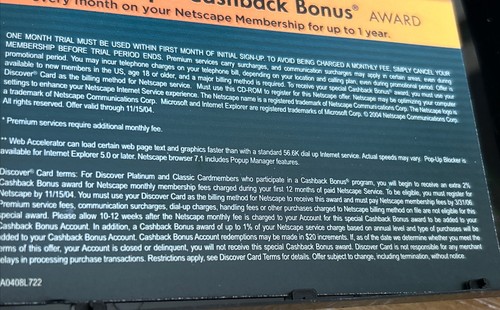 Cashback Bonus® AWARD
every month on your Netscape Membership for up to 1 year.
ONE MONTH TRIAL MUST BE USED WITHIN FIRST MONTH OF INITIAL SIGN-UP. TO AVOID BEING CHARGED A MONTHLY FEE, SIMPLY CANCEL YOUR
MEMBERSHIP BEFORE TRIAL PERIOD ENDS. Premium services carry surcharges, and communication surcharges may apply in certain areas, even during
promotional period. You may incur telephone charges on your telephone bill, depending on your location and calling plan, even during promotional period. Offer is
available to new members in the US, age 18 or older, and a major billing method is required. To receive your special Cashback Bonus® award, you must use your
Discover® Card as the billing method for Netscape service. Must use this CD-ROM to register for this Netscape offer. Netscape may be optimizing your computer
settings to enhance your Netscape Internet Service experience. The Netscape name is a registered trademark of Netscape Communications Corp. The Netscape logo is
a trademark of Netscape Communications Corp. Microsoft and Internet Explorer are registered trademarks of Microsoft Corp. © 2004 Netscape Communications Corp.
All rights reserved. Offer valid through 11/15/04.
* Premium services require additional monthly fee.
** Web Accelerator can load certain web page text and graphics faster than with a standard 56.6K dial up Internet service. Actual speeds may vary. Pop-Up Blocker is
available for Internet Explorer 5.0 or later. Netscape browser 7.1 includes Popup Manager features.
Discover® Card terms: For Discover Platinum and Classic Cardmembers who participate in a Cashback Bonus® program, you will begin to receive an extra 2%
Cashback Bonus award for Netscape monthly membership fees charged during your first 12 months of paid Netscape Service. To be eligible, you must register for
Netscape by 11/15/04. You must use your Discover Card as the billing method for Netscape to receive this award and must pay Netscape membership fees by 3/31/06.
Premium service fees, communication surcharges, dial-up charges, handling fees or other purchases charged to Netscape billing method on file are not eligible for this
special award. Please allow 10-12 weeks after the Netscape monthly fee is charged to your Account for this special Cashback Bonus award to be added to your
Cashback Bonus Account. In addition, a Cashback Bonus award of up to 1% of your Netscape service charge based on annual level and type of purchases will be
dded to your Cashback Bonus Account. Cashback Bonus Account redemptions may be made in $20 increments. If, as of the date we determine whether you meet the
erms of this offer, your Account is closed or delinquent, you will not receive this special Cashback Bonus award. Discover Card is not responsible for any merchant
elays in processing purchase transactions. Restrictions apply, see Discover Card Terms for details. Offer subject to change, including termination, without notice.
A0408L722